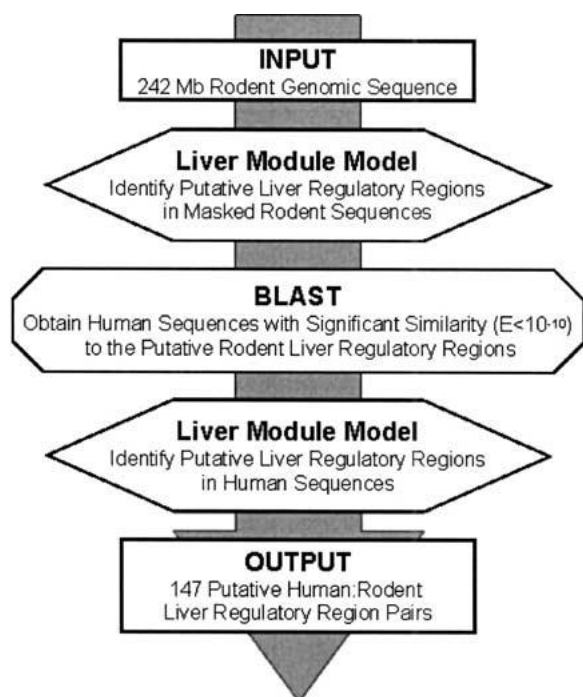 INPUT
242 Mb Rodent Genomic Sequence
Liver Module Model
Identify Putative Liver Regulatory Regions
in Masked Rodent Sequences
BLAST
Obtain Human Sequences with Significant Similarity (E<10⁻¹⁰)
to the Putative Rodent Liver Regulatory Regions
Liver Module Model
Identify Putative Liver Regulatory Regions
in Human Sequences
OUTPUT
147 Putative Human:Rodent
Liver Regulatory Region Pairs